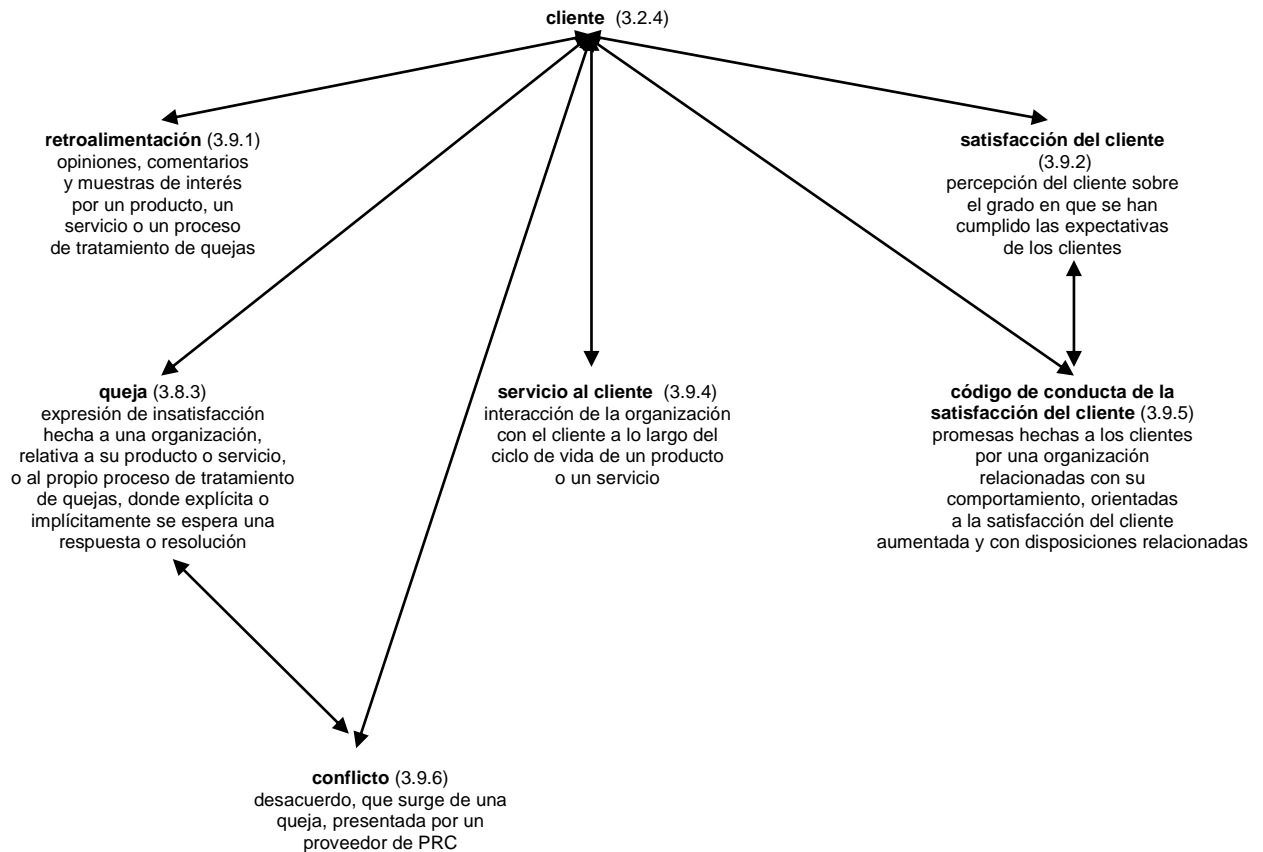 cliente (3.2.4)
retroalimentación (3.9.1)
opiniones, comentarios
y muestras de interés
por un producto, un
servicio o un proceso
de tratamiento de quejas
satisfacción del cliente
(3.9.2)
percepción del cliente sobre
el grado en que se han
cumplido las expectativas
de los clientes
queja (3.8.3)
expresión de insatisfacción
hecha a una organización,
relativa a su producto o servicio,
o al propio proceso de tratamiento
de quejas, donde explícita o
implícitamente se espera una
respuesta o resolución
servicio al cliente (3.9.4)
interacción de la organización
con el cliente a lo largo del
ciclo de vida de un producto
o un servicio
código de conducta de la
satisfacción del cliente (3.9.5)
promesas hechas a los clientes
por una organización
relacionadas con su
comportamiento, orientadas
a la satisfacción del cliente
aumentada y con disposiciones relacionadas
conflicto (3.9.6)
desacuerdo, que surge de una
queja, presentada por un
proveedor de PRC